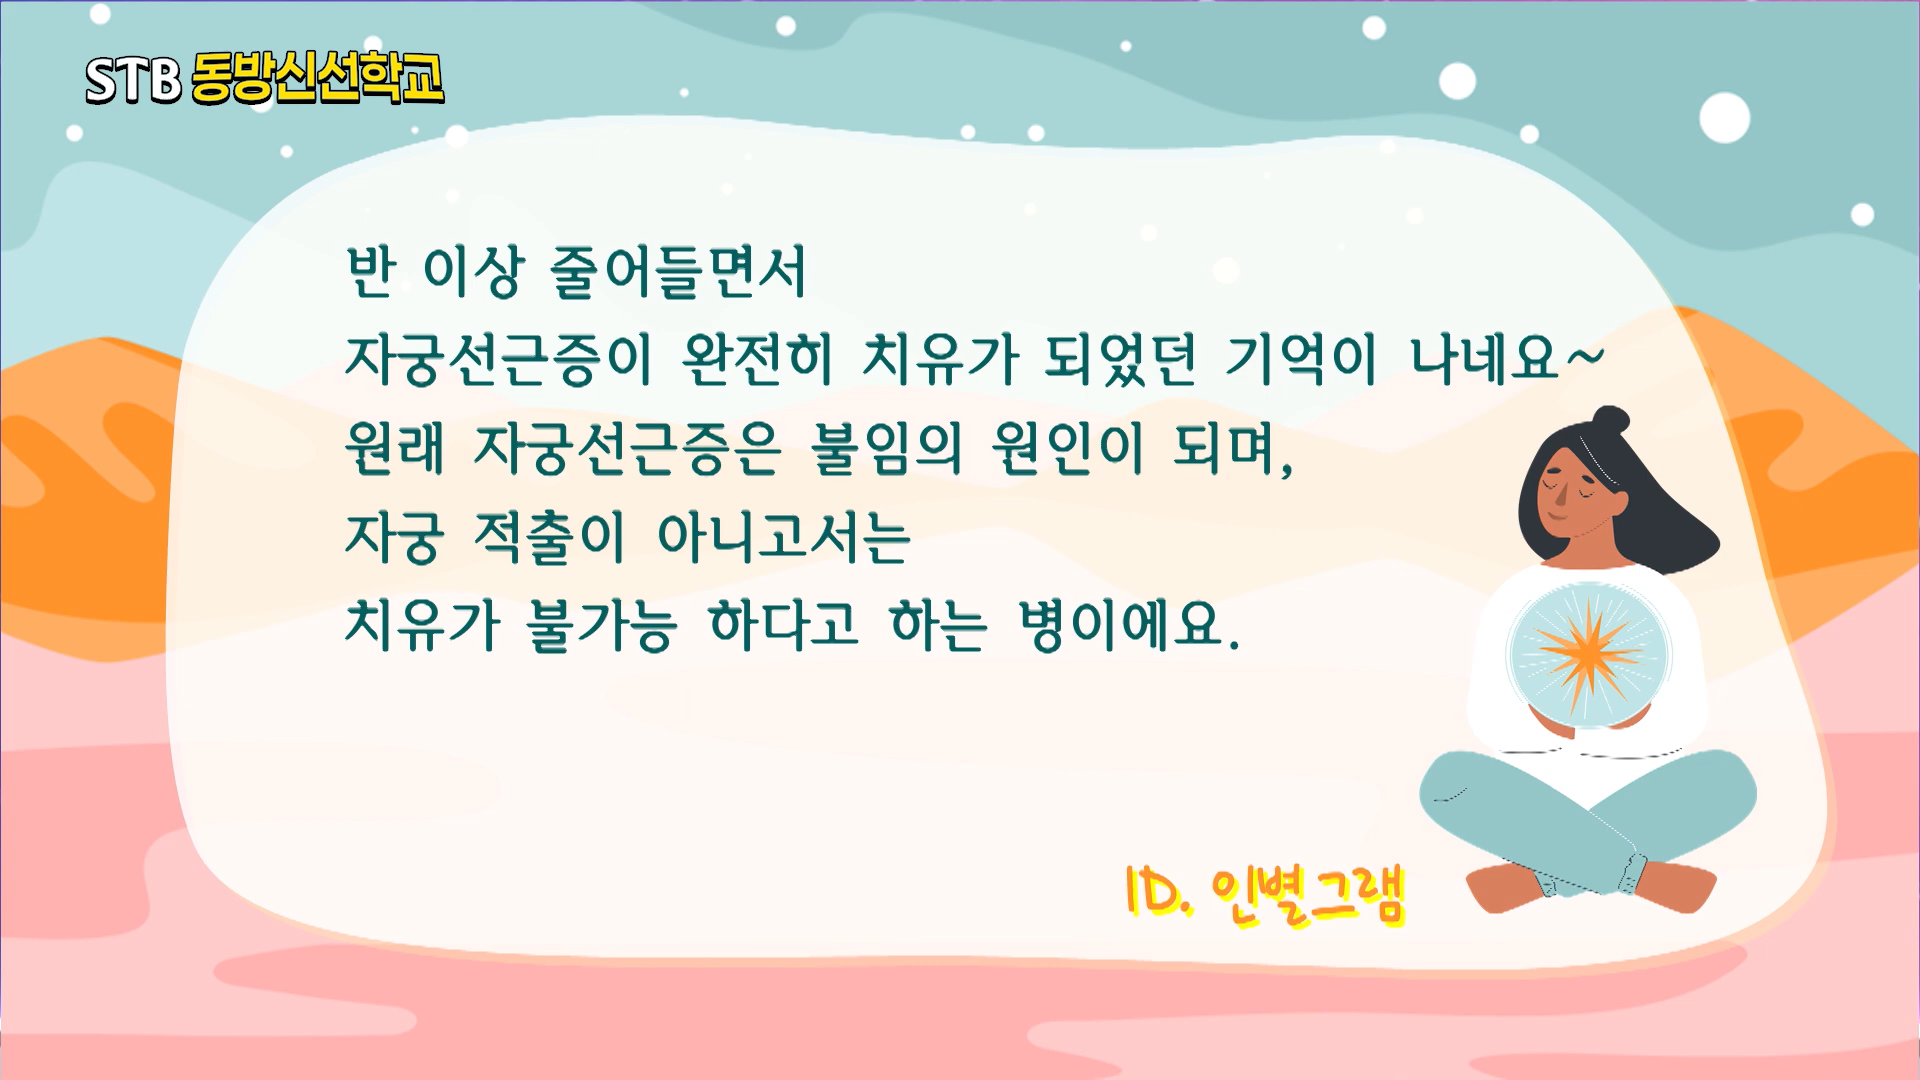 STB 동방신선학교
반 이상 줄어들면서
자궁선근증이 완전히 치유가 되었던 기억이 나네요~
원래 자궁선근증은 불임의 원인이 되며,
자궁 적출이 아니고서는
치유가 불가능 하다고 하는 병이에요.
ID. 인별그램